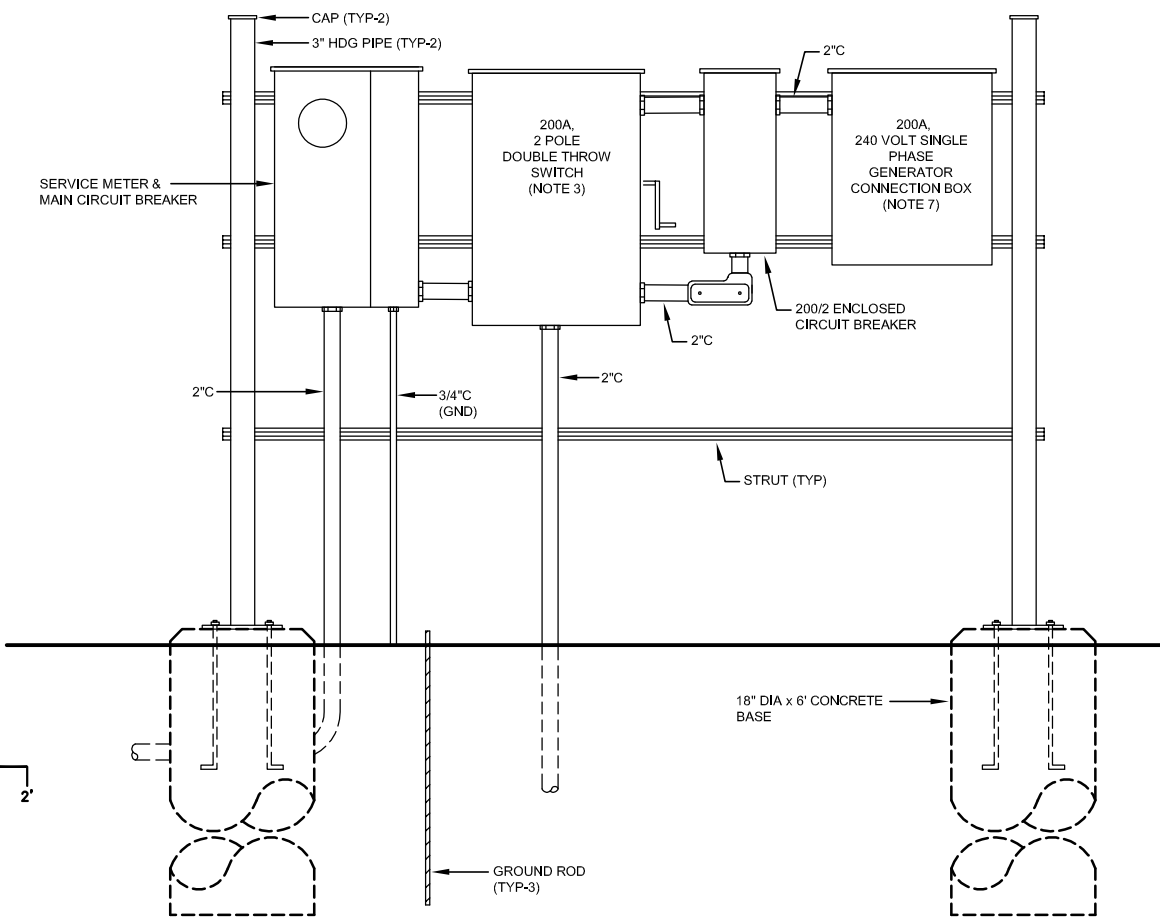 CAP (TYP-2)
3" HDG PIPE (TYP-2)
2"C
200A,
2 POLE
DOUBLE THROW
SWITCH
(NOTE 3)
200A,
240 VOLT SINGLE
PHASE
GENERATOR
CONNECTION BOX
(NOTE 7)
SERVICE METER &
MAIN CIRCUIT BREAKER
200/2 ENCLOSED
CIRCUIT BREAKER
2"C
2"C
2"C
3/4"C
(GND)
STRUT (TYP)
18" DIA x 6' CONCRETE
BASE
2'
GROUND ROD
(TYP-3)